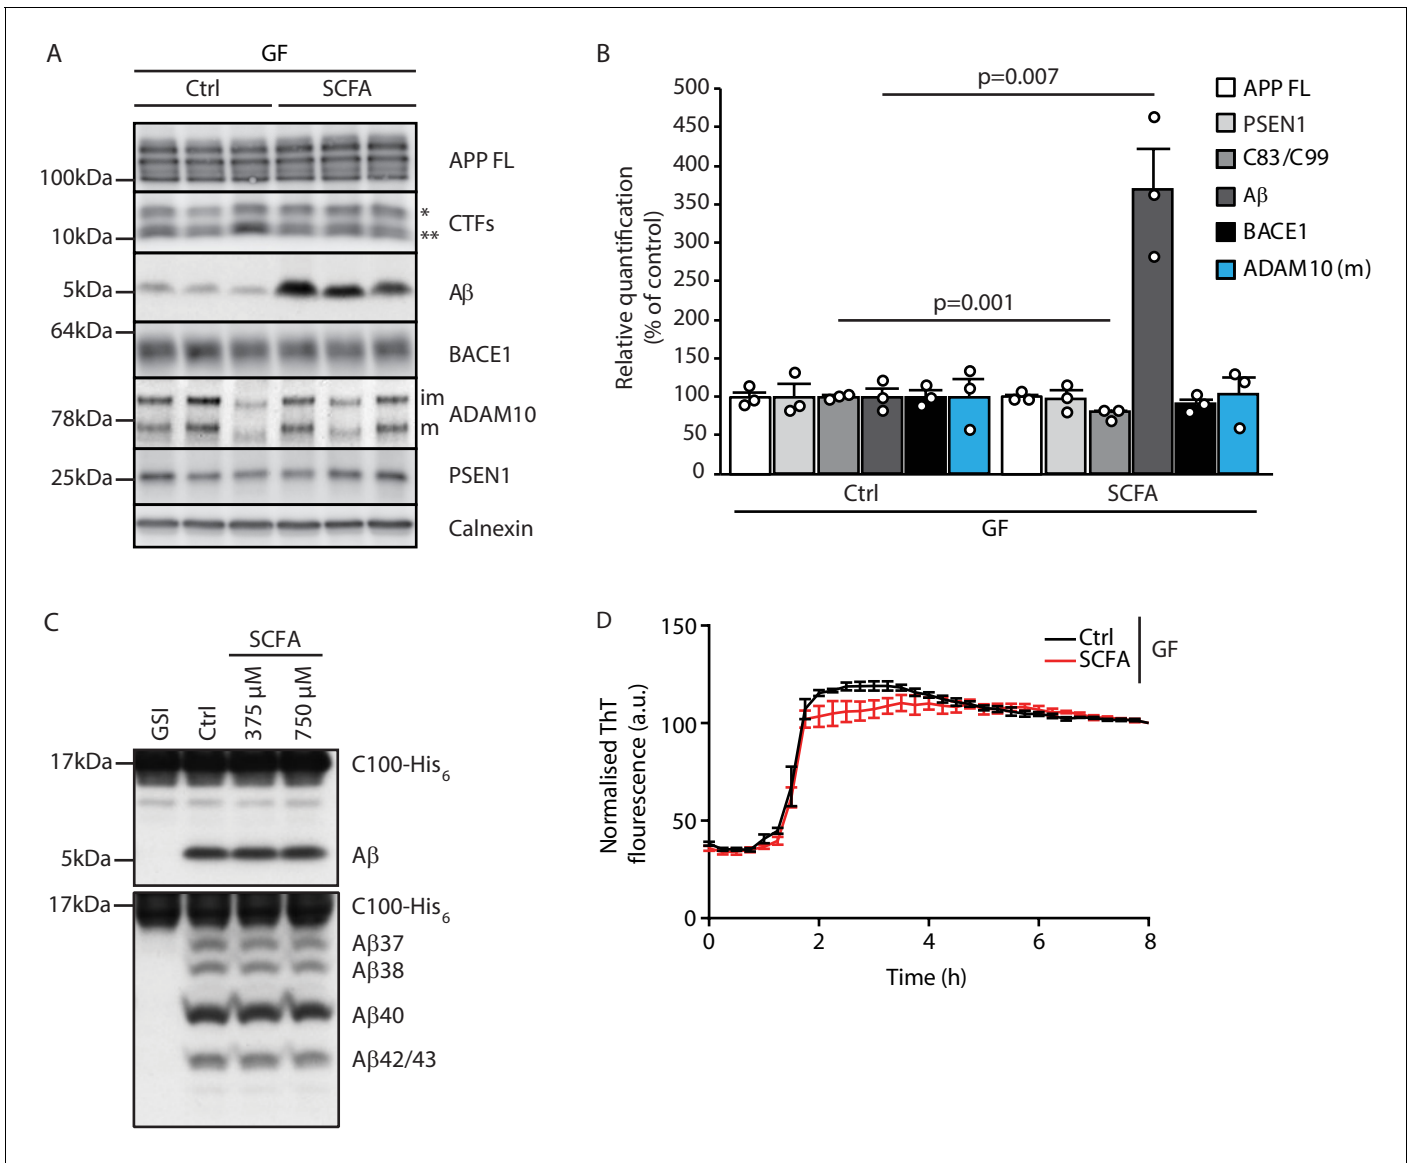 A
GF
Ctrl SCFA
100kDa
APP FL
*
CTFs
10kDa
**
5kDa
Aβ
64kDa
BACE1
im
ADAM10
78kDa
m
25kDa
PSEN1
Calnexin
B
p=0.007
p=0.001
Relative quantification
(% of control)
500
450
400
350
300
250
200
150
100
50
0
APP FL
PSEN1
C83/C99
Aβ
BACE1
ADAM10 (m)
Ctrl SCFA
GF
C
SCFA
GSI Ctrl 375 µM 750 µM
17kDa
C100-His6
5kDa
Aβ
17kDa
C100-His6
Aβ37
Aβ38
Aβ40
Aβ42/43
D
Normalised ThT
flourescence (a.u.)
150
100
50
0
Ctrl
SCFA
GF
0 2 4 6 8
Time (h)